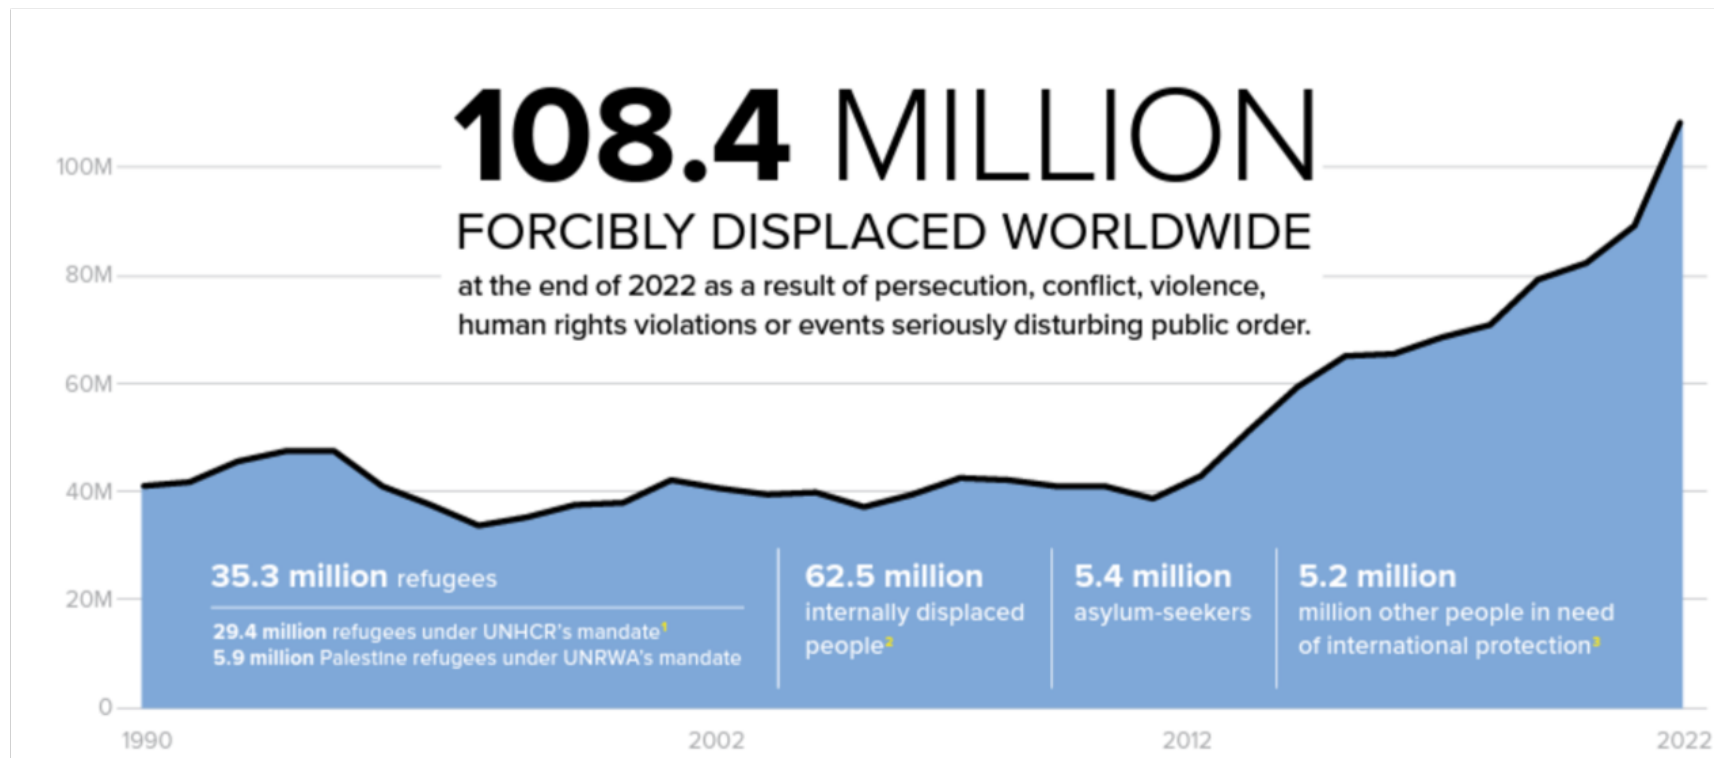 108.4 MILLION
FORCIBLY DISPLACED WORLDWIDE
at the end of 2022 as a result of persecution, conflict, violence,
human rights violations or events seriously disturbing public order.
100M
80M
60M
40M
20M
0
35.3 million refugees
29.4 million refugees under UNHCR's mandate¹
5.9 million Palestine refugees under UNRWA's mandate
62.5 million
internally displaced
people²
5.4 million
asylum-seekers
5.2 million
million other people in need
of international protection³
1990
2002
2012
2022